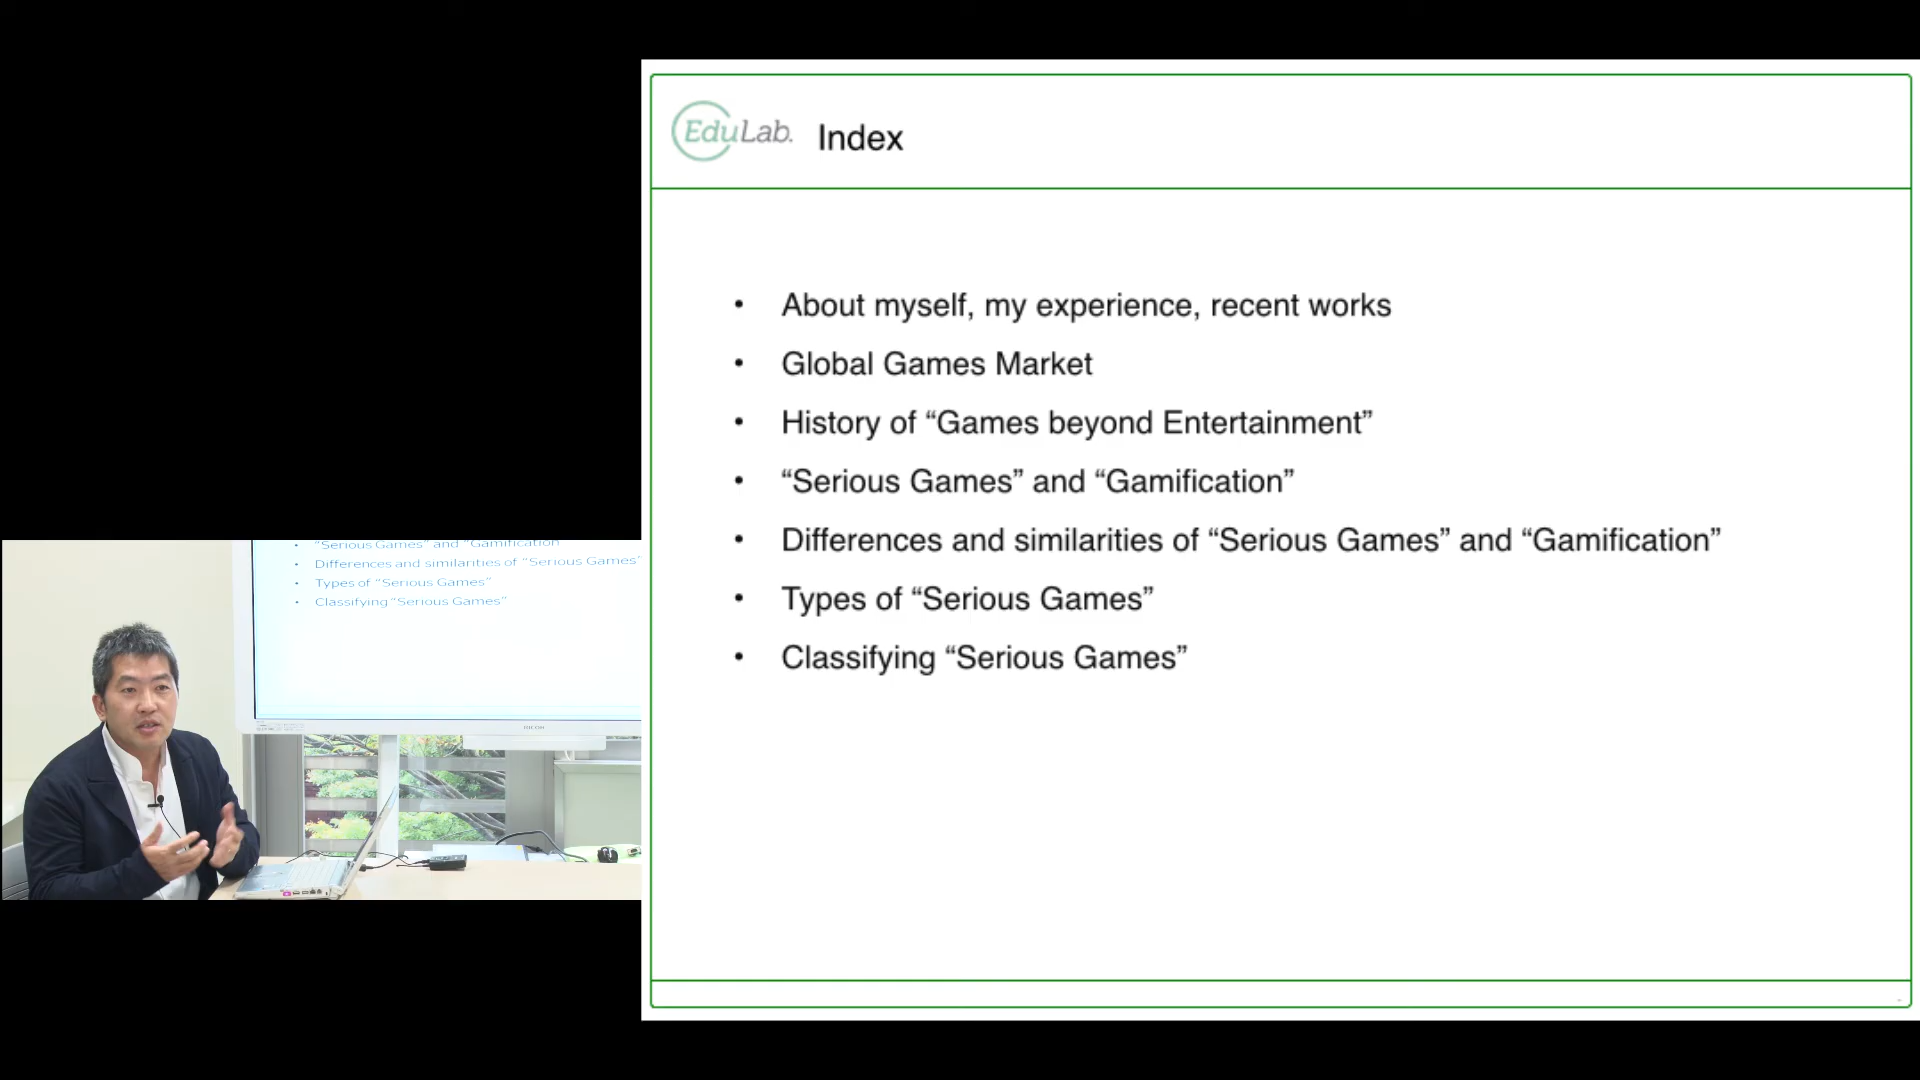 EduLab.
Index
• About myself, my experience, recent works
• Global Games Market
• History of “Games beyond Entertainment”
• “Serious Games” and “Gamification”
• Differences and similarities of “Serious Games” and “Gamification”
• Types of “Serious Games”
• Classifying “Serious Games”
• “Serious Games” and “Gamification
• Differences and similarities of “Serious Games”
• Types of “Serious Games”
• Classifying “Serious Games”
RICOH